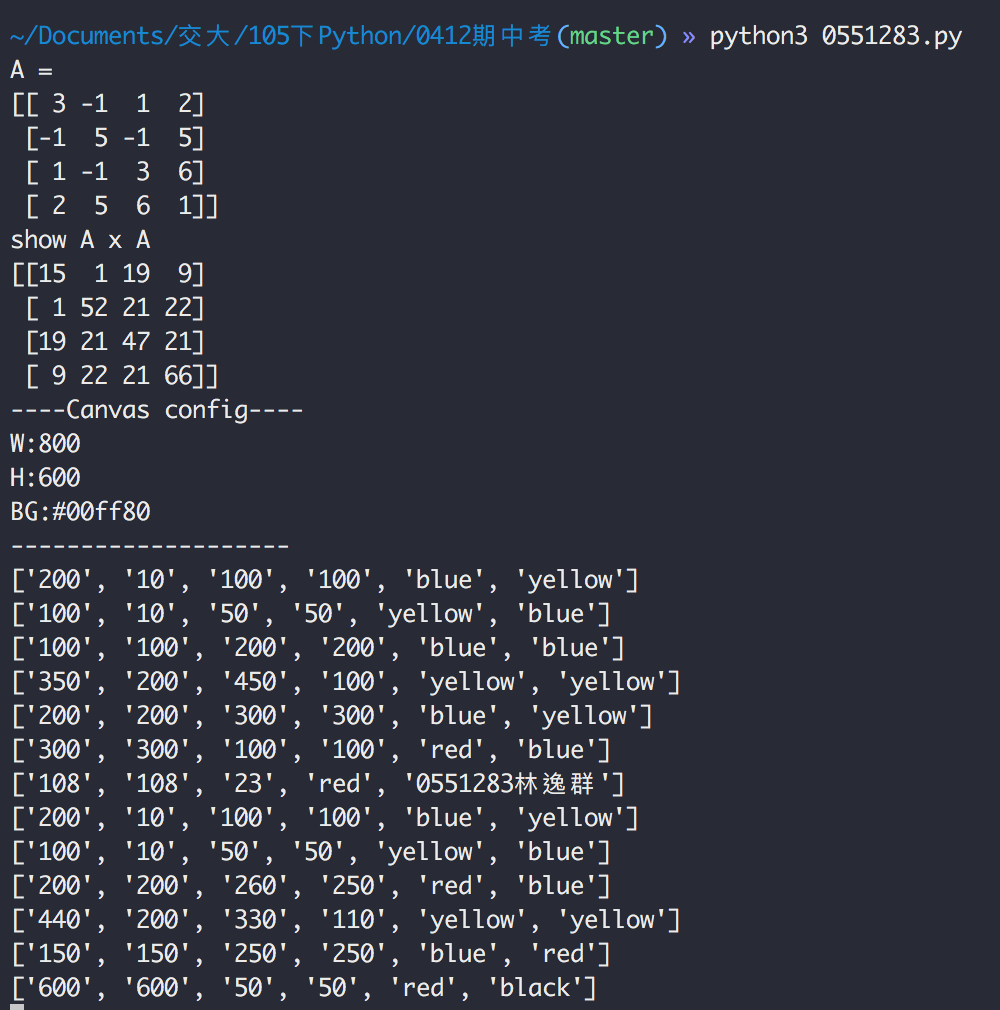 ~/Documents/交大/105下Python/0412期中考(master) » python3 0551283.py
A =
[[ 3 -1  1  2]
 [-1  5 -1  5]
 [ 1 -1  3  6]
 [ 2  5  6  1]]
show A x A
[[15  1 19  9]
 [ 1 52 21 22]
 [19 21 47 21]
 [ 9 22 21 66]]
----Canvas config----
W:800
H:600
BG:#00ff80
--------------------
['200', '10', '100', '100', 'blue', 'yellow']
['100', '10', '50', '50', 'yellow', 'blue']
['100', '100', '200', '200', 'blue', 'blue']
['350', '200', '450', '100', 'yellow', 'yellow']
['200', '200', '300', '300', 'blue', 'yellow']
['300', '300', '100', '100', 'red', 'blue']
['108', '108', '23', 'red', '0551283林逸群']
['200', '10', '100', '100', 'blue', 'yellow']
['100', '10', '50', '50', 'yellow', 'blue']
['200', '200', '260', '250', 'red', 'blue']
['440', '200', '330', '110', 'yellow', 'yellow']
['150', '150', '250', '250', 'blue', 'red']
['600', '600', '50', '50', 'red', 'black']